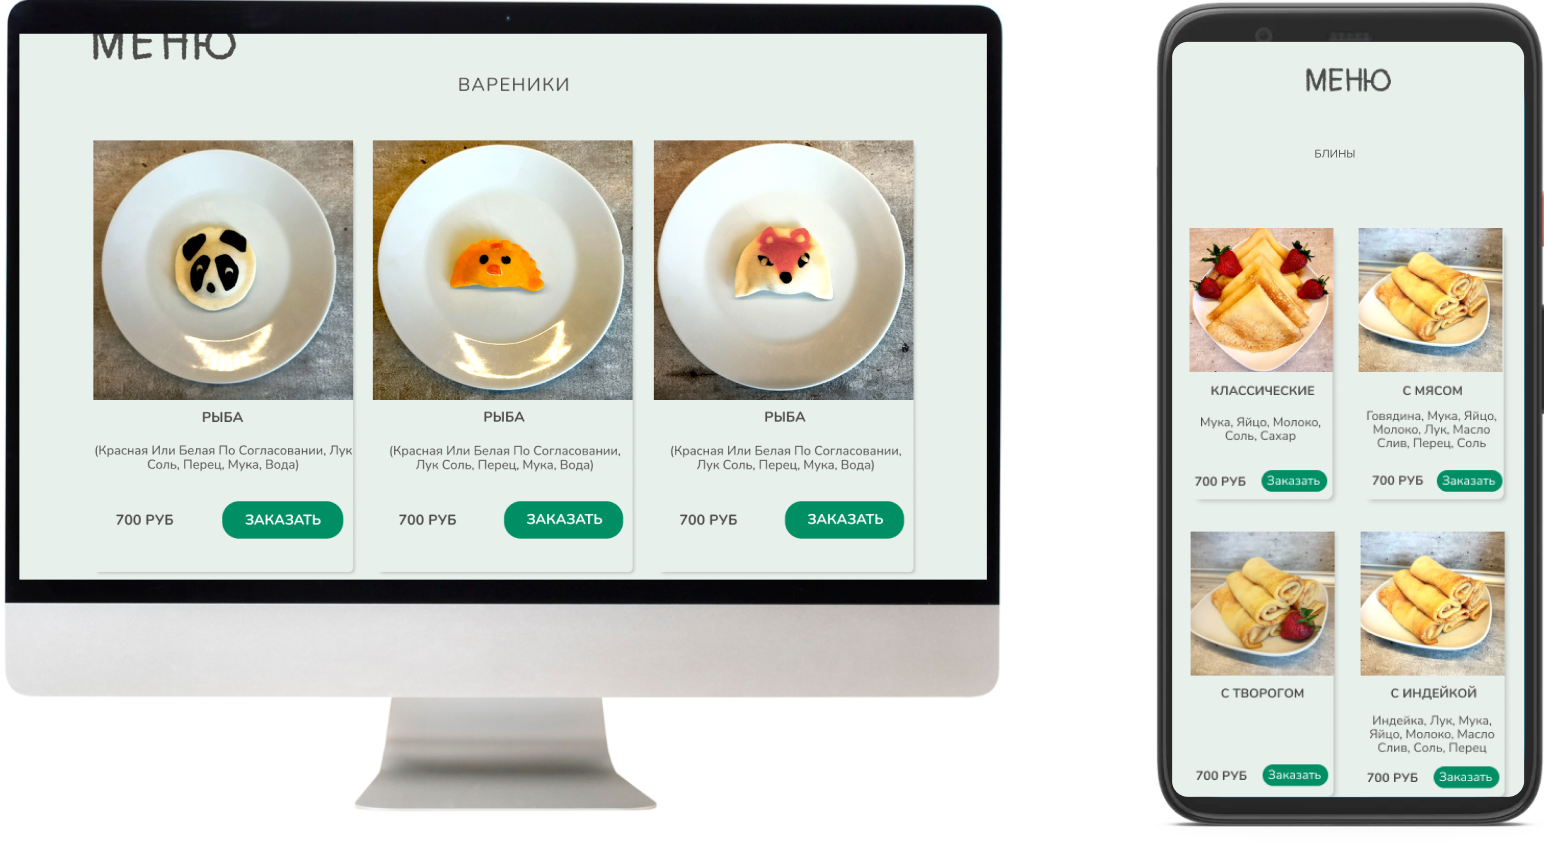 МЕНЮ
ВАРЕНИКИ
РЫБА
(Красная Или Белая По Согласовании, Лук
Соль, Перец, Мука, Вода)
700 РУБ
ЗАКАЗАТЬ
РЫБА
(Красная Или Белая По Согласовании,
Лук Соль, Перец, Мука, Вода)
700 РУБ
ЗАКАЗАТЬ
РЫБА
(Красная Или Белая По Согласовании,
Лук Соль, Перец, Мука, Вода)
700 РУБ
ЗАКАЗАТЬ
МЕНЮ
БЛИНЫ
КЛАССИЧЕСКИЕ
Мука, Яйцо, Молоко,
Соль, Сахар
700 РУБ
Заказать
С МЯСОМ
Говядина, Мука, Яйцо,
Молоко, Лук, Масло
Слив, Перец, Соль
700 РУБ
Заказать
С ТВОРОГОМ
700 РУБ
Заказать
С ИНДЕЙКОЙ
Индейка, Лук, Мука,
Яйцо, Молоко, Масло
Слив, Соль, Перец
700 РУБ
Заказать